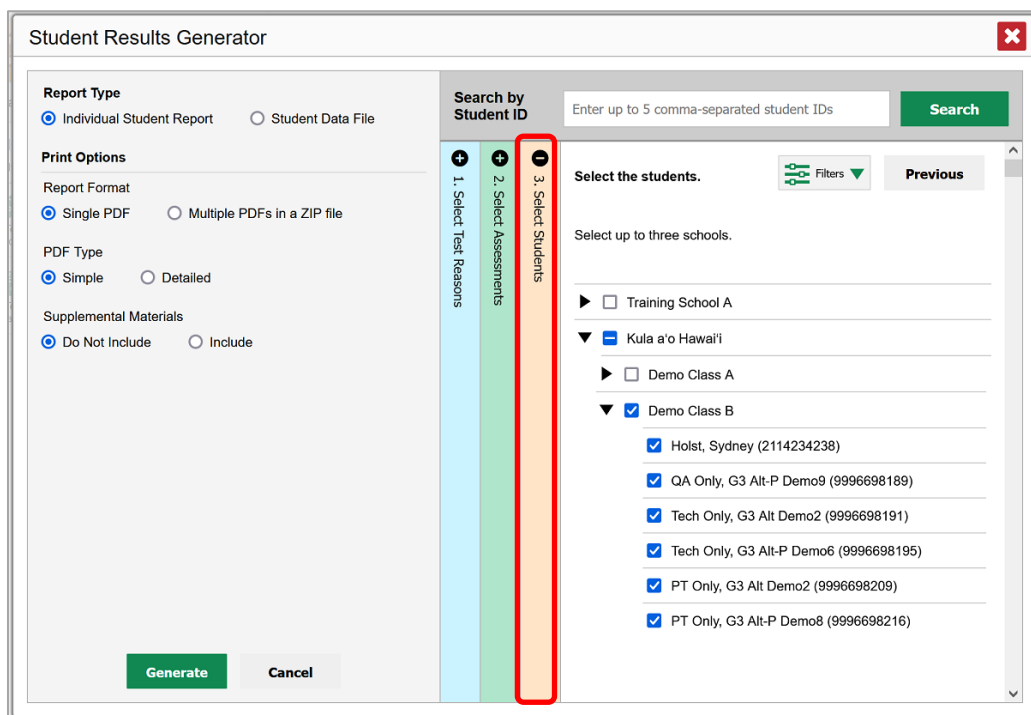 Student Results Generator
Report Type
Individual Student Report
Student Data File
Print Options
Report Format
Single PDF
Multiple PDFs in a ZIP file
PDF Type
Simple
Detailed
Supplemental Materials
Do Not Include
Include
Generate
Cancel
Search by
Student ID
Enter up to 5 comma-separated student IDs
Search
1. Select Test Reasons
2. Select Assessments
3. Select Students
Select the students.
Filters
Previous
Select up to three schools.
Training School A
Kula aʻo Hawaiʻi
Demo Class A
Demo Class B
Holst, Sydney (2114234238)
QA Only, G3 Alt-P Demo9 (9996698189)
Tech Only, G3 Alt Demo2 (9996698191)
Tech Only, G3 Alt-P Demo6 (9996698195)
PT Only, G3 Alt Demo2 (9996698209)
PT Only, G3 Alt-P Demo8 (9996698216)